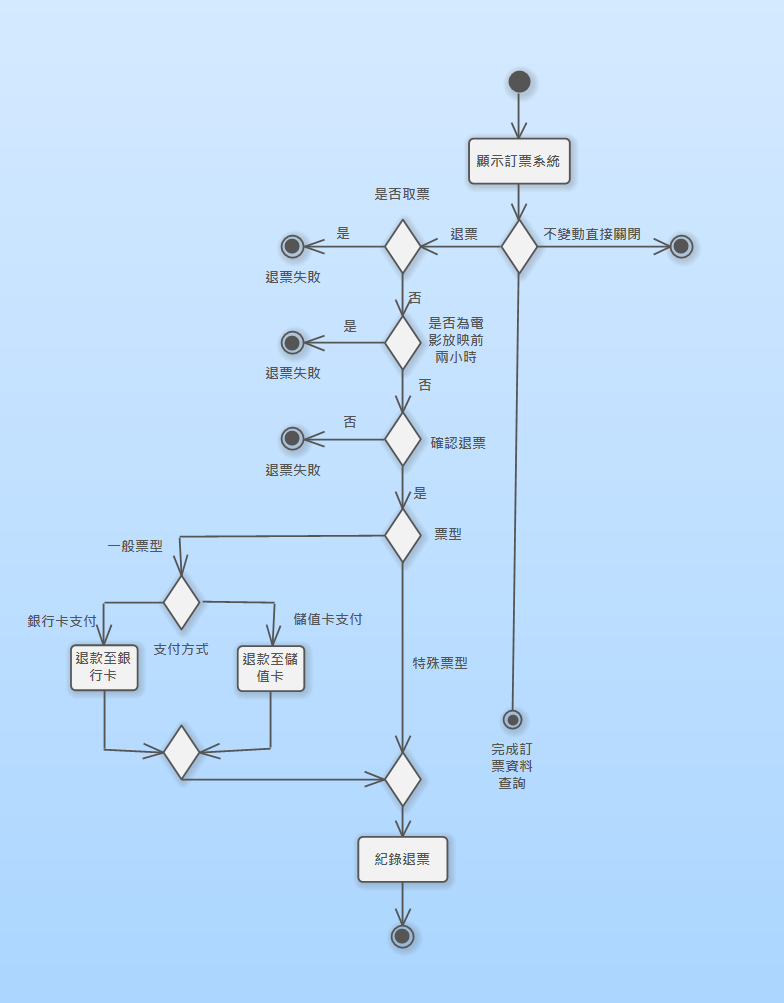 顯示訂票系統
是否取票
是
退票
不變動直接關閉
退票失敗
否
是
是否為電
影放映前
兩小時
退票失敗
否
否
確認退票
退票失敗
是
票型
一般票型
銀行卡支付
儲值卡支付
支付方式
退款至銀
行卡
退款至儲
值卡
特殊票型
完成訂
票資料
查詢
紀錄退票